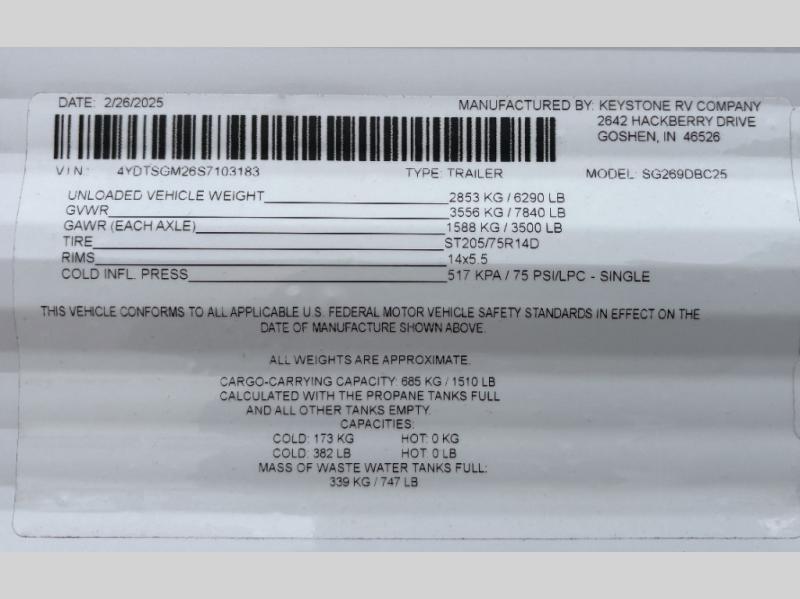 DATE: 2/26/2025
MANUFACTURED BY: KEYSTONE RV COMPANY
2642 HACKBERRY DRIVE
GOSHEN, IN 46526
VIN: 4YDTSGM26S7103183 TYPE: TRAILER MODEL: SG269DBC25
UNLOADED VEHICLE WEIGHT 2853 KG / 6290 LB
GVWR 3556 KG / 7840 LB
GAWR (EACH AXLE) 1588 KG / 3500 LB
TIRE ST205/75R14D
RIMS 14x5.5
COLD INFL. PRESS 517 KPA / 75 PSI/LPC - SINGLE
THIS VEHICLE CONFORMS TO ALL APPLICABLE U.S. FEDERAL MOTOR VEHICLE SAFETY STANDARDS IN EFFECT ON THE
DATE OF MANUFACTURE SHOWN ABOVE.
ALL WEIGHTS ARE APPROXIMATE.
CARGO-CARRYING CAPACITY: 685 KG / 1510 LB
CALCULATED WITH THE PROPANE TANKS FULL
AND ALL OTHER TANKS EMPTY.
CAPACITIES:
COLD: 173 KG HOT: 0 KG
COLD: 382 LB HOT: 0 LB
MASS OF WASTE WATER TANKS FULL:
339 KG / 747 LB